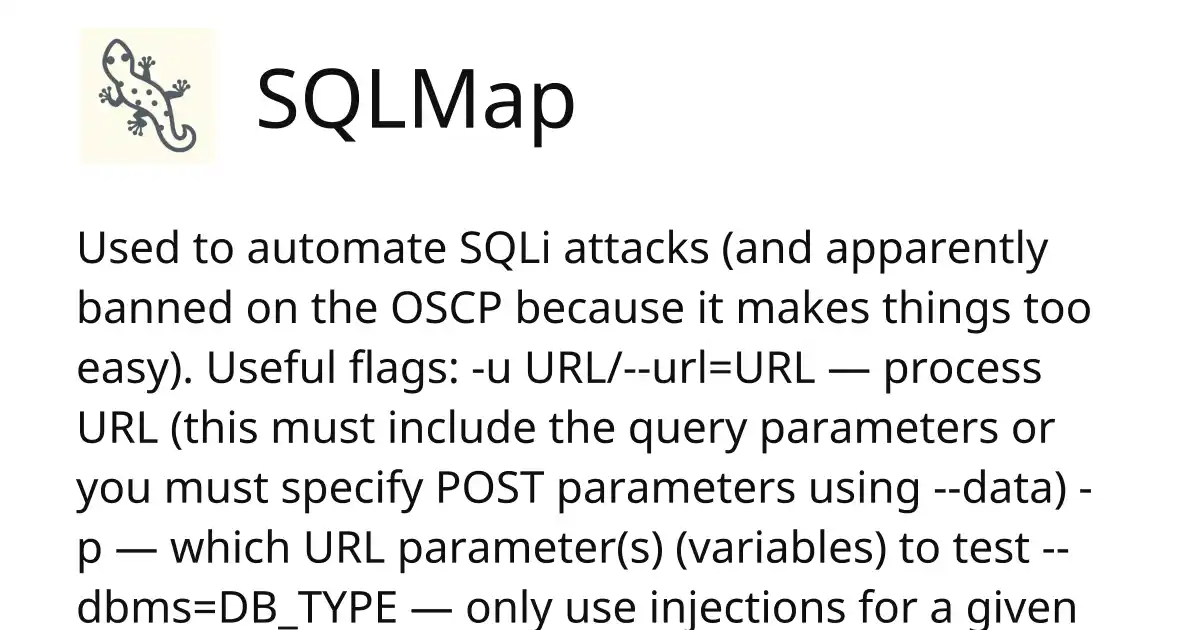 SQLMap
Used to automate SQLi attacks (and apparently
banned on the OSCP because it makes things too
easy). Useful flags: -u URL/--url=URL — process
URL (this must include the query parameters or
you must specify POST parameters using --data) -
p — which URL parameter(s) (variables) to test --
dbms=DB_TYPE — only use injections for a given